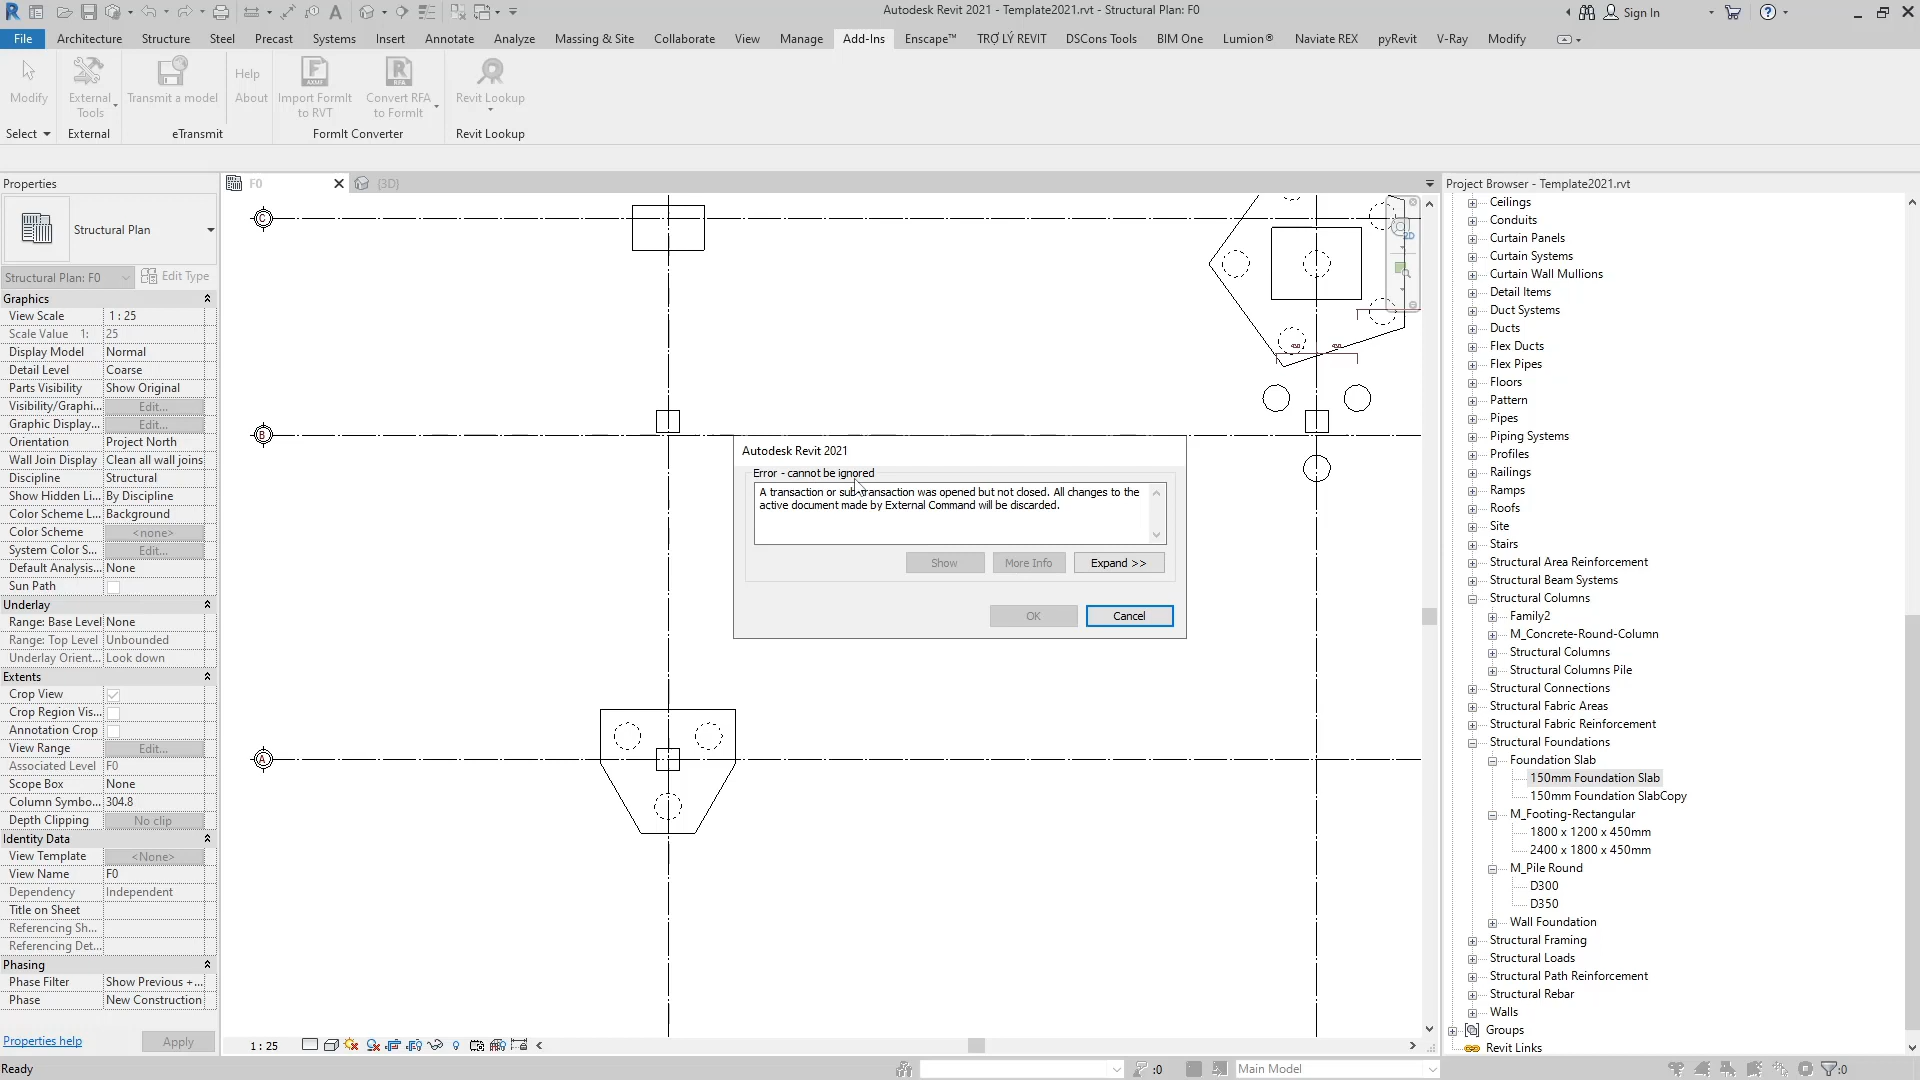 Autodesk Revit 2021 - Template2021.rvt - Structural Plan: F0
Sign In
File Architecture Structure Steel Precast Systems Insert Annotate Analyze Massing & Site Collaborate View Manage Add-Ins Enscape™ TRỢ LÝ REVIT DSCons Tools BIM One Lumion® Naviate REX pyRevit V-Ray Modify
Modify
External Tools
Transmit a model
Help
About
Import FormIt to RVT
Convert RFA to FormIt
Revit Lookup
Select
External
eTransmit
FormIt Converter
Revit Lookup
Properties
F0
{3D}
Project Browser - Template2021.rvt
Structural Plan
Structural Plan: F0
Edit Type
Graphics
View Scale 1 : 25
Scale Value 1: 25
Display Model Normal
Detail Level Coarse
Parts Visibility Show Original
Visibility/Graphi... Edit...
Graphic Display... Edit...
Orientation Project North
Wall Join Display Clean all wall joins
Discipline Structural
Show Hidden Li... By Discipline
Color Scheme L... Background
Color Scheme <none>
System Color S... Edit...
Default Analysis... None
Sun Path
Underlay
Range: Base Level None
Range: Top Level Unbounded
Underlay Orient... Look down
Extents
Crop View
Crop Region Vis...
Annotation Crop
View Range Edit...
Associated Level F0
Scope Box None
Column Symbo... 304.8
Depth Clipping No clip
Identity Data
View Template <None>
View Name F0
Dependency Independent
Title on Sheet
Referencing Sh...
Referencing Det...
Phasing
Phase Filter Show Previous +...
Phase New Construction
Properties help
Apply
C
B
A
2D
Autodesk Revit 2021
Error - cannot be ignored
A transaction or sub-transaction was opened but not closed. All changes to the
active document made by External Command will be discarded.
Show
More Info
Expand >>
OK
Cancel
1 : 25
Ceilings
Conduits
Curtain Panels
Curtain Systems
Curtain Wall Mullions
Detail Items
Duct Systems
Ducts
Flex Ducts
Flex Pipes
Floors
Pattern
Pipes
Piping Systems
Profiles
Railings
Ramps
Roofs
Site
Stairs
Structural Area Reinforcement
Structural Beam Systems
Structural Columns
Family2
M_Concrete-Round-Column
Structural Columns
Structural Columns Pile
Structural Connections
Structural Fabric Areas
Structural Fabric Reinforcement
Structural Foundations
Foundation Slab
150mm Foundation Slab
150mm Foundation SlabCopy
M_Footing-Rectangular
1800 x 1200 x 450mm
2400 x 1800 x 450mm
M_Pile Round
D300
D350
Wall Foundation
Structural Framing
Structural Loads
Structural Path Reinforcement
Structural Rebar
Walls
Groups
Revit Links
Ready
:0
Main Model
:0